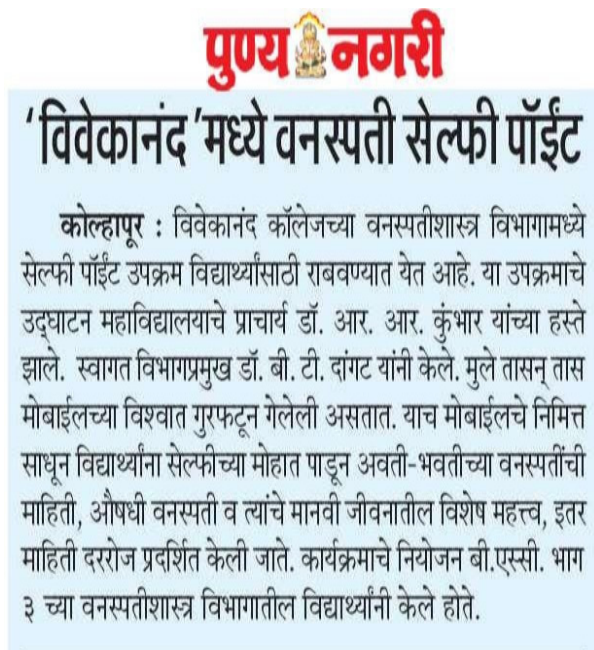 पुण्य नगरी
‘विवेकानंद’मध्ये वनस्पती सेल्फी पॉईंट
कोल्हापूर : विवेकानंद कॉलेजच्या वनस्पतीशास्त्र विभागामध्ये
सेल्फी पॉईंट उपक्रम विद्यार्थ्यांसाठी राबवण्यात येत आहे. या उपक्रमाचे
उद्घाटन महाविद्यालयाचे प्राचार्य डॉ. आर. आर. कुंभार यांच्या हस्ते
झाले. स्वागत विभागप्रमुख डॉ. बी. टी. दांगट यांनी केले. मुले तासन् तास
मोबाईलच्या विश्वात गुरफटून गेलेली असतात. याच मोबाईलचे निमित्त
साधून विद्यार्थ्यांना सेल्फीच्या मोहात पाडून अवती-भवतीच्या वनस्पतींची
माहिती, औषधी वनस्पती व त्यांचे मानवी जीवनातील विशेष महत्त्व, इतर
माहिती दररोज प्रदर्शित केली जाते. कार्यक्रमाचे नियोजन बी.एस्सी. भाग
३ च्या वनस्पतीशास्त्र विभागातील विद्यार्थ्यांनी केले होते.